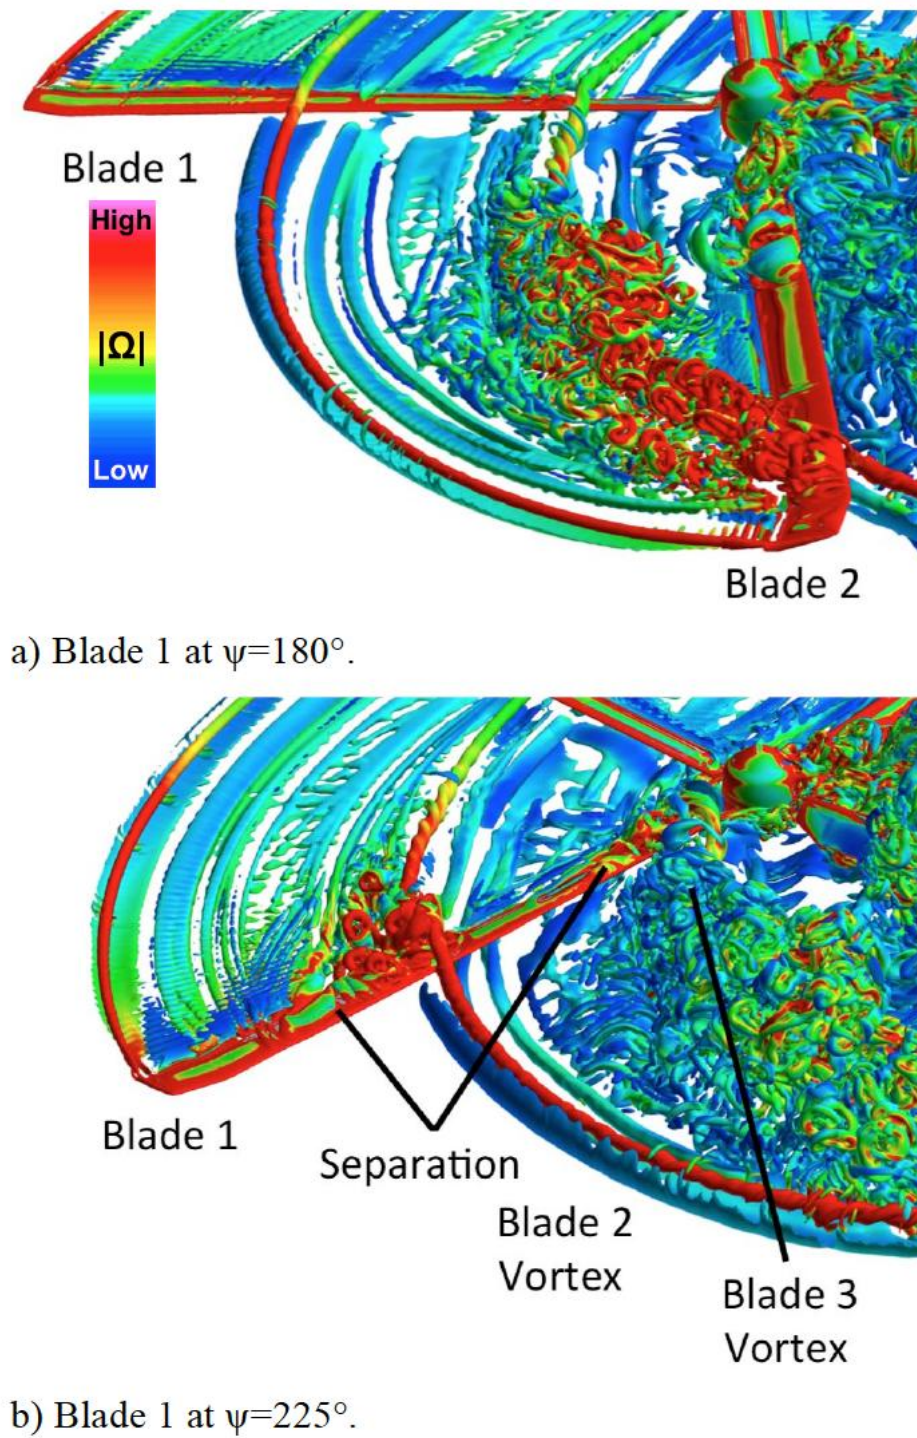 Blade 1
High
|Ω|
Low
Blade 2
a) Blade 1 at ψ=180°.
Blade 1
Separation
Blade 2
Vortex
Blade 3
Vortex
b) Blade 1 at ψ=225°.